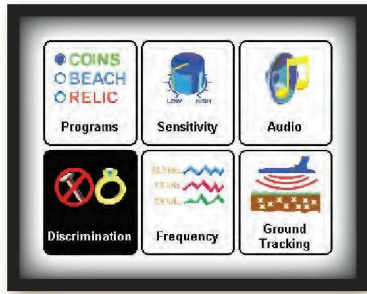 COINS
BEACH
RELIC
Programs
LOW HIGH
Sensitivity
Audio
Discrimination
Frequency
Ground
Tracking